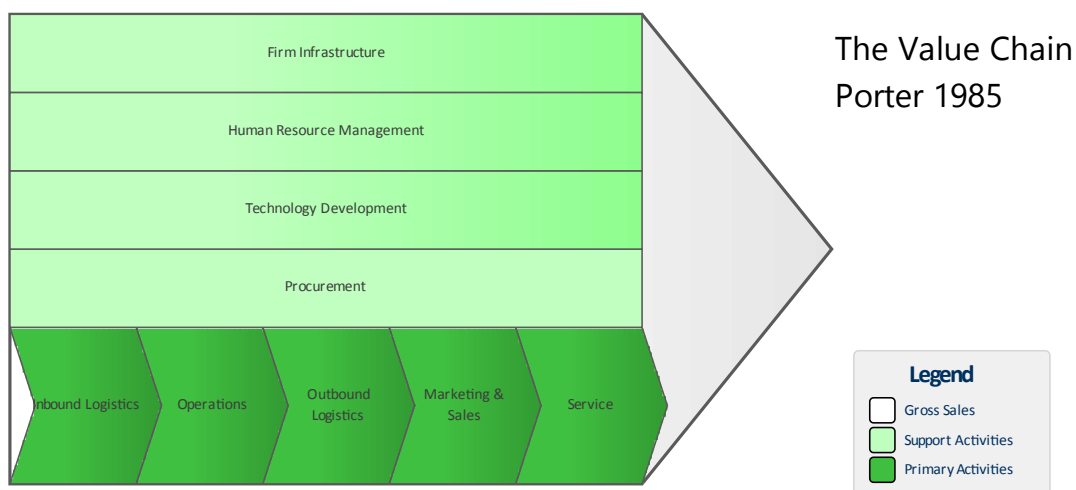 The Value Chain
Porter 1985
Firm Infrastructure
Human Resource Management
Technology Development
Procurement
Inbound Logistics
Operations
Outbound
Logistics
Marketing &
Sales
Service
Legend
Gross Sales
Support Activities
Primary Activities